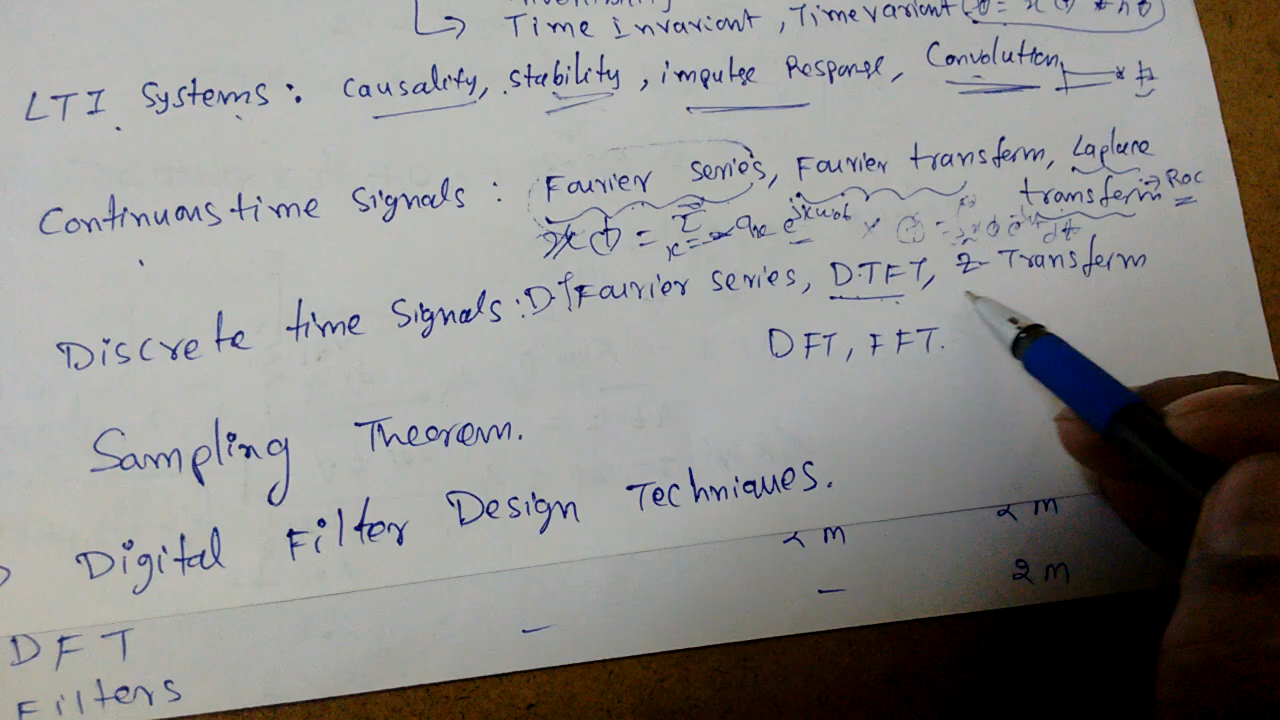 Time Invariant, Time variant
LTI Systems: Causality, stability, impulse Response, Convolution
Continuous time Signals: Fourier series, Fourier transform, Laplace
transform → ROC
Discrete time Signals: DT Fourier series, DTFT, Z-Transform
DFT, FFT.
Sampling Theorem.
Digital Filter Design Techniques.
2 M
DFT - - 2 M
Filters